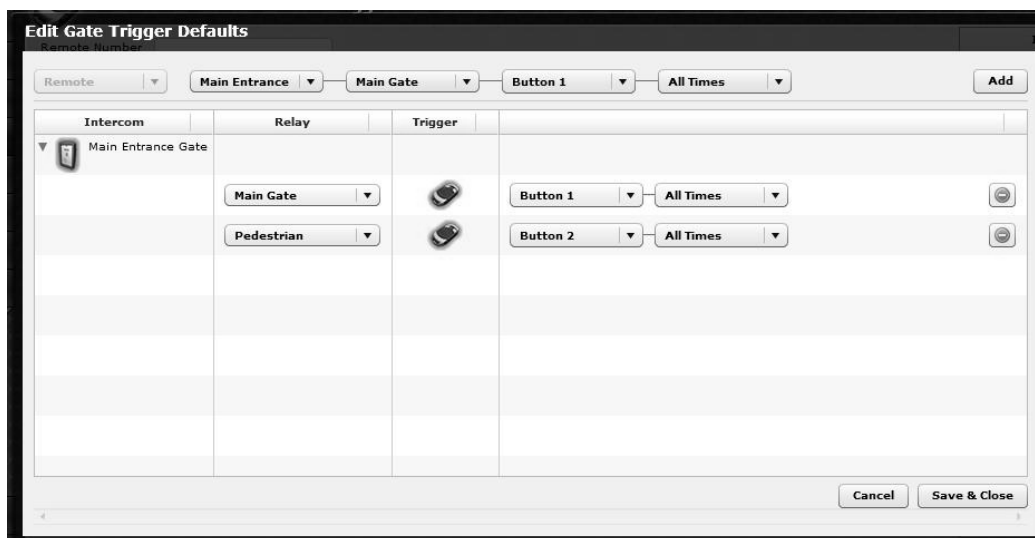 Edit Gate Trigger Defaults
Remote Number
Remote Main Entrance Main Gate Button 1 All Times Add
Intercom Relay Trigger
Main Entrance Gate
Main Gate Button 1 All Times
Pedestrian Button 2 All Times
Cancel Save & Close